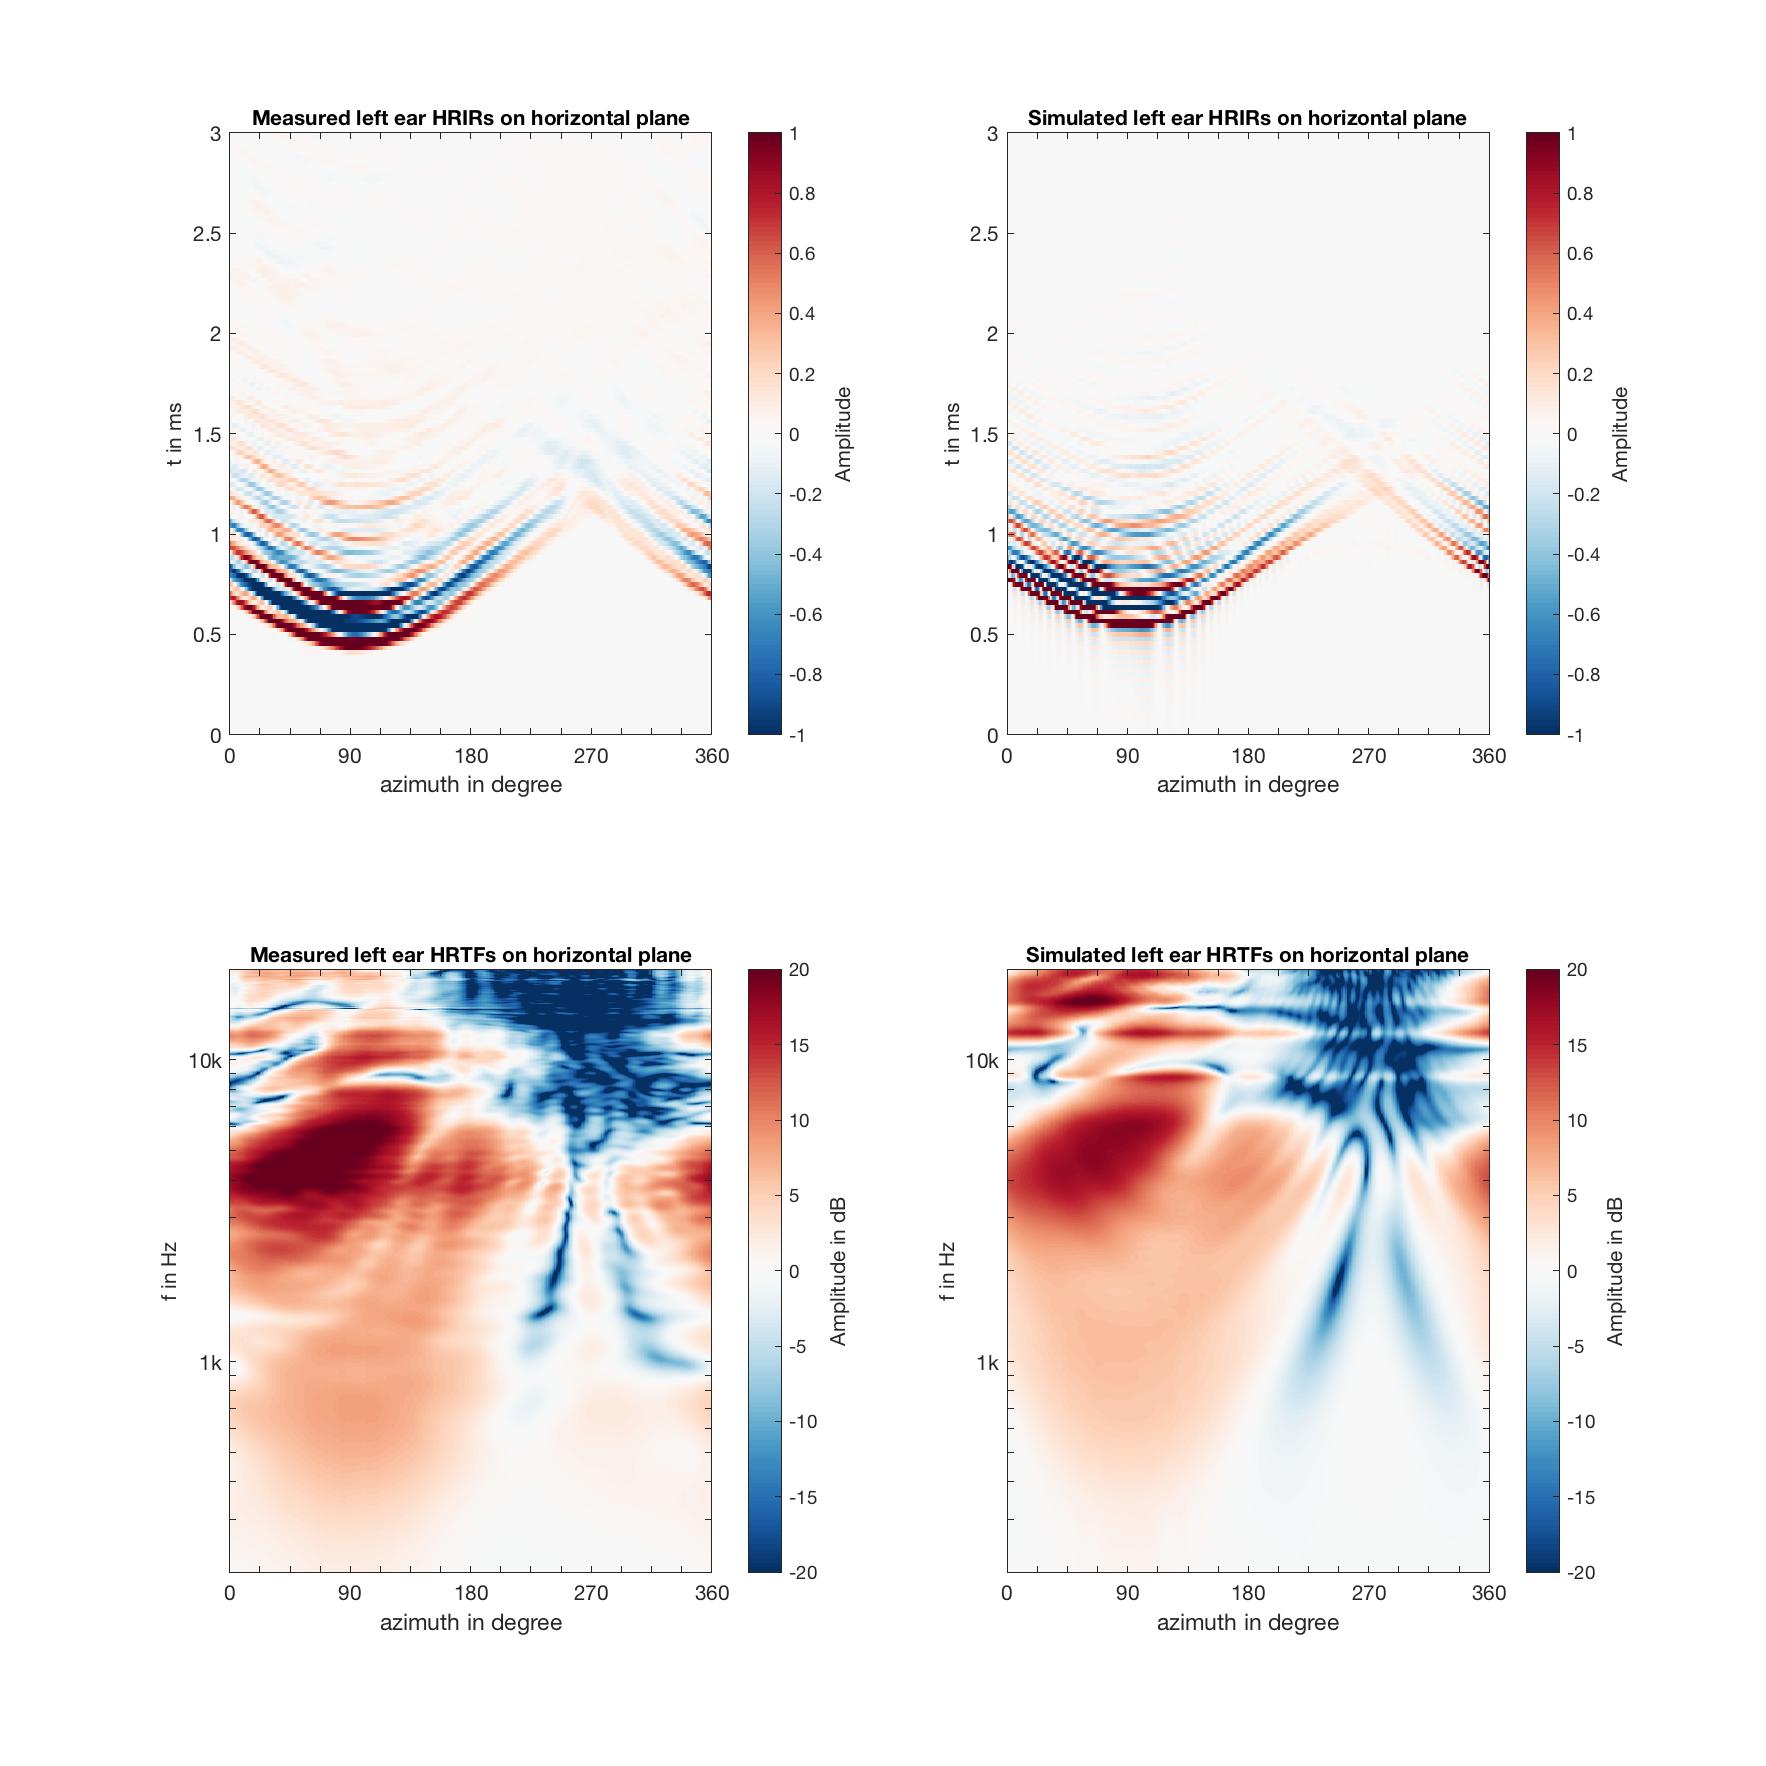 Measured left ear HRIRs on horizontal plane
3
2.5
2
1.5
1
0.5
0
t in ms
0 90 180 270 360
azimuth in degree
1
0.8
0.6
0.4
0.2
0
-0.2
-0.4
-0.6
-0.8
-1
Amplitude
Simulated left ear HRIRs on horizontal plane
3
2.5
2
1.5
1
0.5
0
t in ms
0 90 180 270 360
azimuth in degree
1
0.8
0.6
0.4
0.2
0
-0.2
-0.4
-0.6
-0.8
-1
Amplitude
Measured left ear HRTFs on horizontal plane
10k
1k
f in Hz
0 90 180 270 360
azimuth in degree
20
15
10
5
0
-5
-10
-15
-20
Amplitude in dB
Simulated left ear HRTFs on horizontal plane
10k
1k
f in Hz
0 90 180 270 360
azimuth in degree
20
15
10
5
0
-5
-10
-15
-20
Amplitude in dB